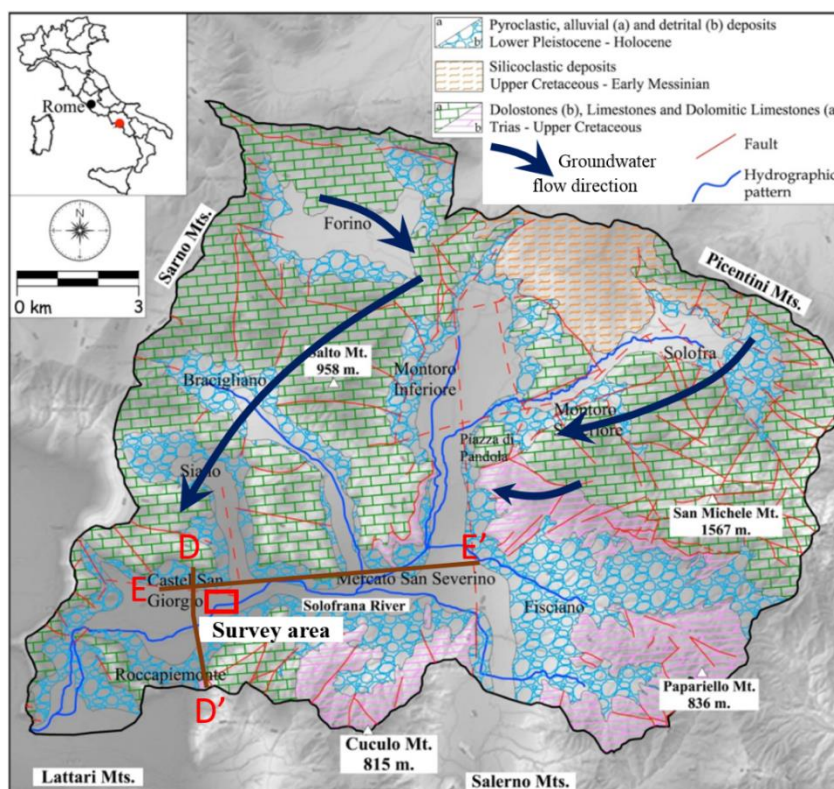 Rome
N
0 km 3
a
b
Pyroclastic, alluvial (a) and detrital (b) deposits
Lower Pleistocene - Holocene
Silicoclastic deposits
Upper Cretaceous - Early Messinian
a
b
Dolostones (b), Limestones and Dolomitic Limestones (a
Trias - Upper Cretaceous
Groundwater
flow direction
Fault
Hydrographic
pattern
Sarno Mts.
Forino
Picentini Mts.
Salto Mt.
958 m.
Bracigliano
Montoro
Inferiore
Solofra
Montoro
Piazza di
Pandola
Siano
San Michele Mt.
1567 m.
D
E
E'
Castel San
Giorgio
Mercato San Severino
Solofrana River
Fisciano
Survey area
Roccapiemonte
D'
Papariello Mt.
836 m.
Cuculo Mt.
815 m.
Lattari Mts.
Salerno Mts.